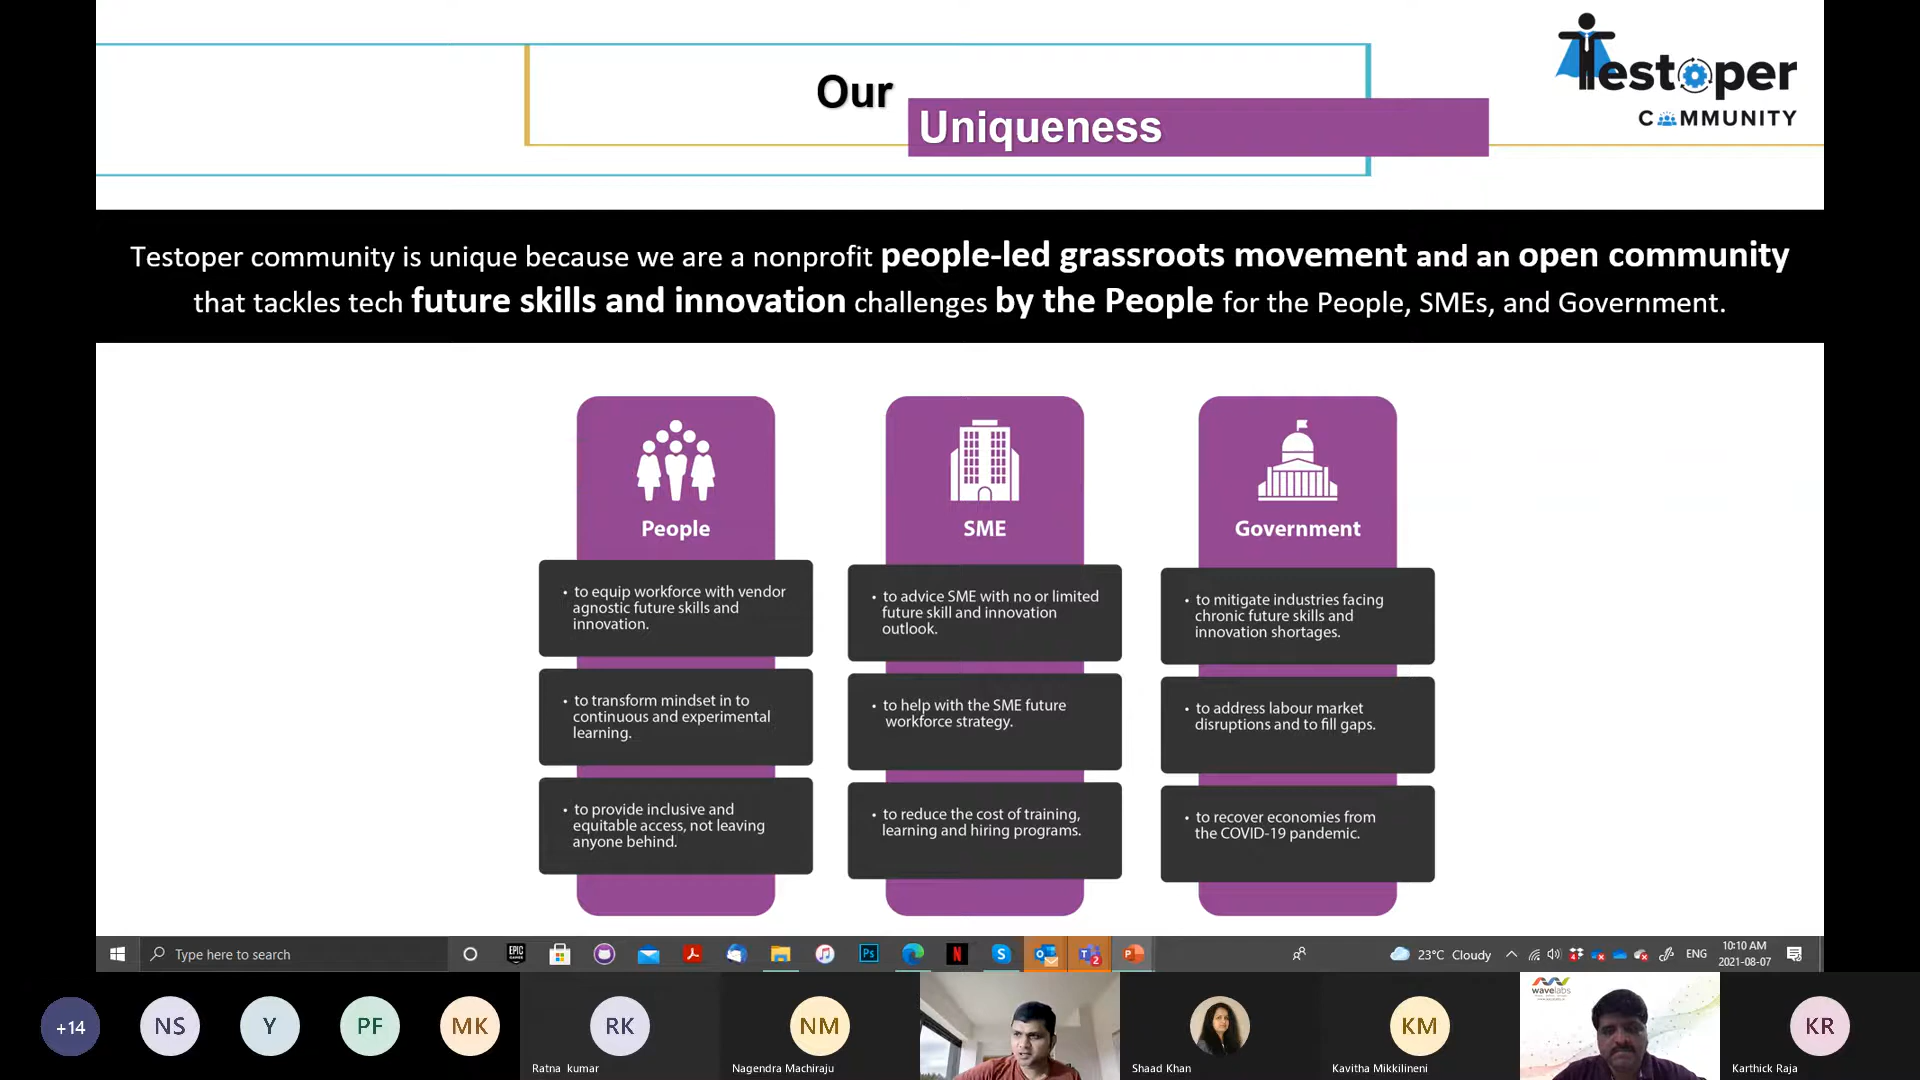 Our
Uniqueness
Testoper
COMMUNITY
Testoper community is unique because we are a nonprofit people-led grassroots movement and an open community
that tackles tech future skills and innovation challenges by the People for the People, SMEs, and Government.
People
• to equip workforce with vendor
agnostic future skills and
innovation.
• to transform mindset in to
continuous and experimental
learning.
• to provide inclusive and
equitable access, not leaving
anyone behind.
SME
• to advice SME with no or limited
future skill and innovation
outlook.
• to help with the SME future
workforce strategy.
• to reduce the cost of training,
learning and hiring programs.
Government
• to mitigate industries facing
chronic future skills and
innovation shortages.
• to address labour market
disruptions and to fill gaps.
• to recover economies from
the COVID-19 pandemic.
Type here to search
EPIC
Ps
N
S
2
23°C Cloudy
ENG
10:10 AM
2021-08-07
+14
NS
Y
PF
MK
RK
Ratna kumar
NM
Nagendra Machiraju
Shaad Khan
KM
Kavitha Mikkilineni
wavelabs
KR
Karthick Raja